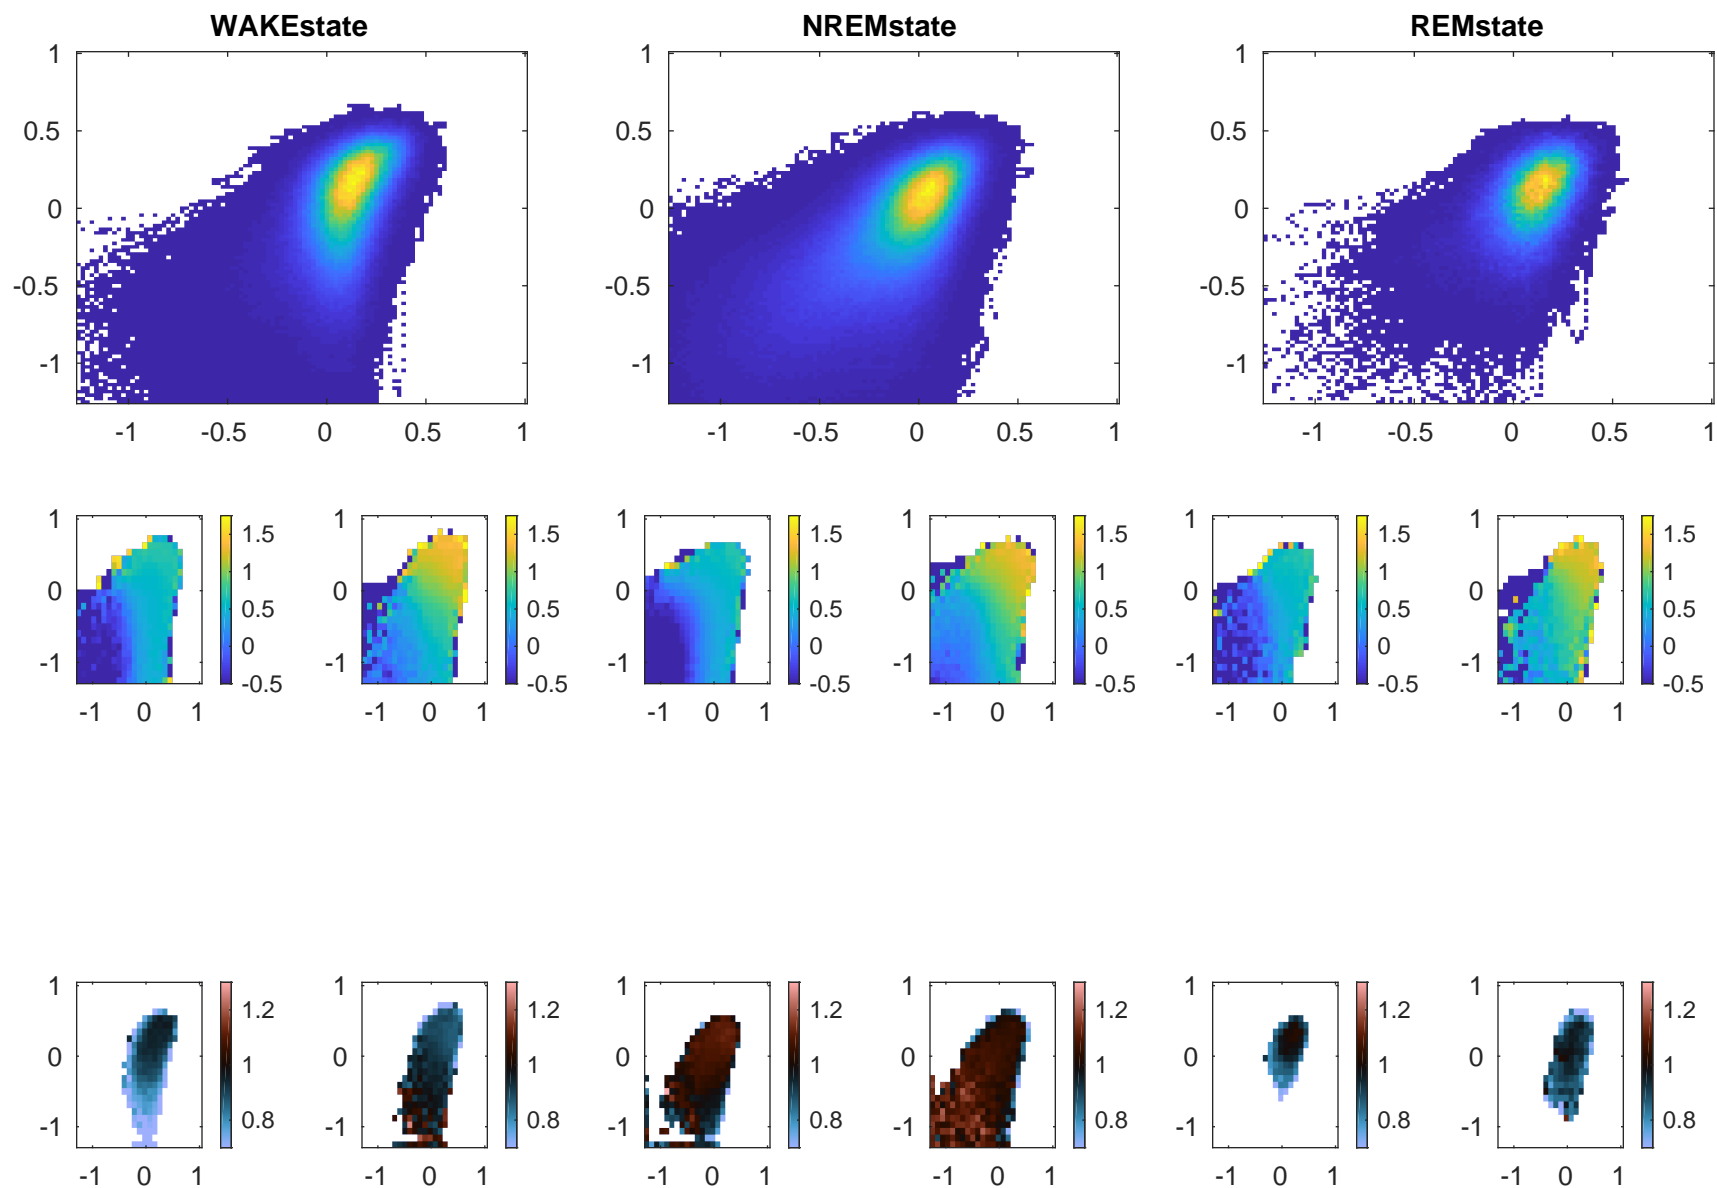 WAKEstate NREMstate REMstate
1 1 1
0.5 0.5 0.5
0 0 0
-0.5 -0.5 -0.5
-1 -1 -1
-1 -0.5 0 0.5 1 -1 -0.5 0 0.5 1 -1 -0.5 0 0.5 1
1 1.5 1 1.5 1 1.5 1 1.5 1 1.5 1 1.5
0 1 0 1 0 1 0 1 0 1 0 1
0.5 0.5 0.5 0.5 0.5 0.5
-1 0 -1 0 -1 0 -1 0 -1 0 -1 0
-0.5 -0.5 -0.5 -0.5 -0.5 -0.5
-1 0 1 -1 0 1 -1 0 1 -1 0 1 -1 0 1 -1 0 1
1 1.2 1 1.2 1 1.2 1 1.2 1 1.2 1 1.2
0 1 0 1 0 1 0 1 0 1 0 1
-1 0.8 -1 0.8 -1 0.8 -1 0.8 -1 0.8 -1 0.8
-1 0 1 -1 0 1 -1 0 1 -1 0 1 -1 0 1 -1 0 1